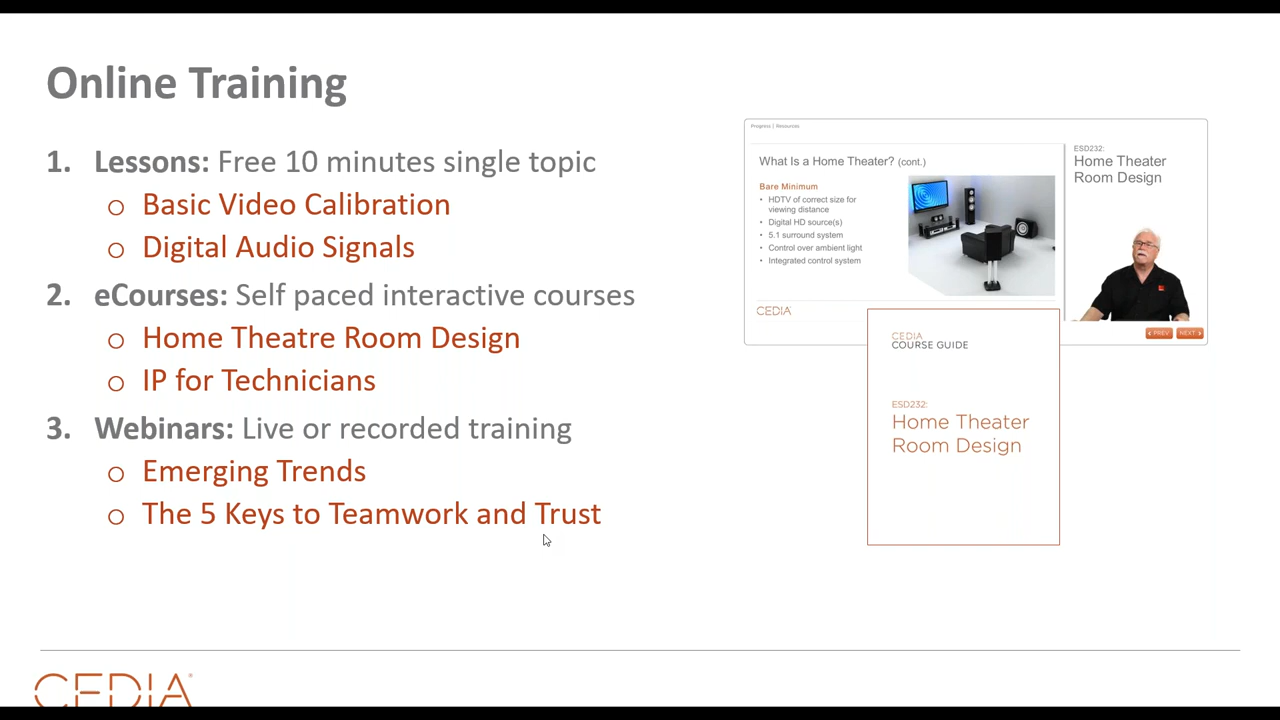 Online Training
1. Lessons: Free 10 minutes single topic
o Basic Video Calibration
o Digital Audio Signals
2. eCourses: Self paced interactive courses
o Home Theatre Room Design
o IP for Technicians
3. Webinars: Live or recorded training
o Emerging Trends
o The 5 Keys to Teamwork and Trust
Progress | Resources
What Is a Home Theater? (cont.)
Bare Minimum
• HDTV of correct size for
viewing distance
• Digital HD source(s)
• 5.1 surround system
• Control over ambient light
• Integrated control system
CEDIA
ESD232:
Home Theater
Room Design
PREV
NEXT
CEDIA
COURSE GUIDE
ESD232:
Home Theater
Room Design
CEDIA